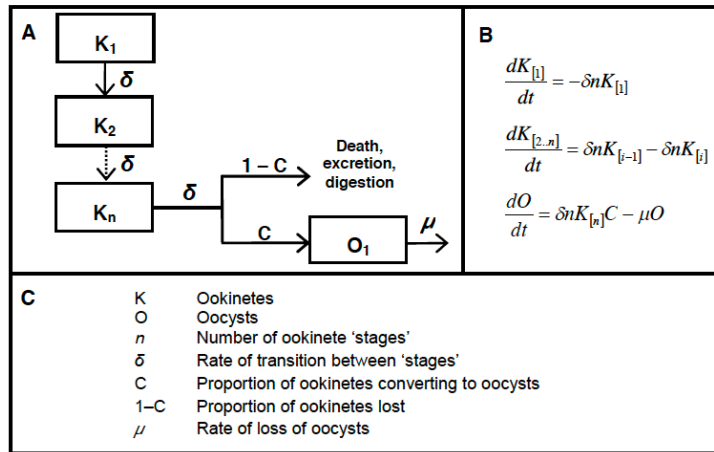 A
K1
δ
K2
δ
Kn
δ
1 – C
Death,
excretion,
digestion
C
O1
μ
B
dK[1]/dt = −δnK[1]
dK[2..n]/dt = δnK[i−1] − δnK[i]
dO/dt = δnK[n]C − μO
C
K Ookinetes
O Oocysts
n Number of ookinete ‘stages’
δ Rate of transition between ‘stages’
C Proportion of ookinetes converting to oocysts
1–C Proportion of ookinetes lost
μ Rate of loss of oocysts